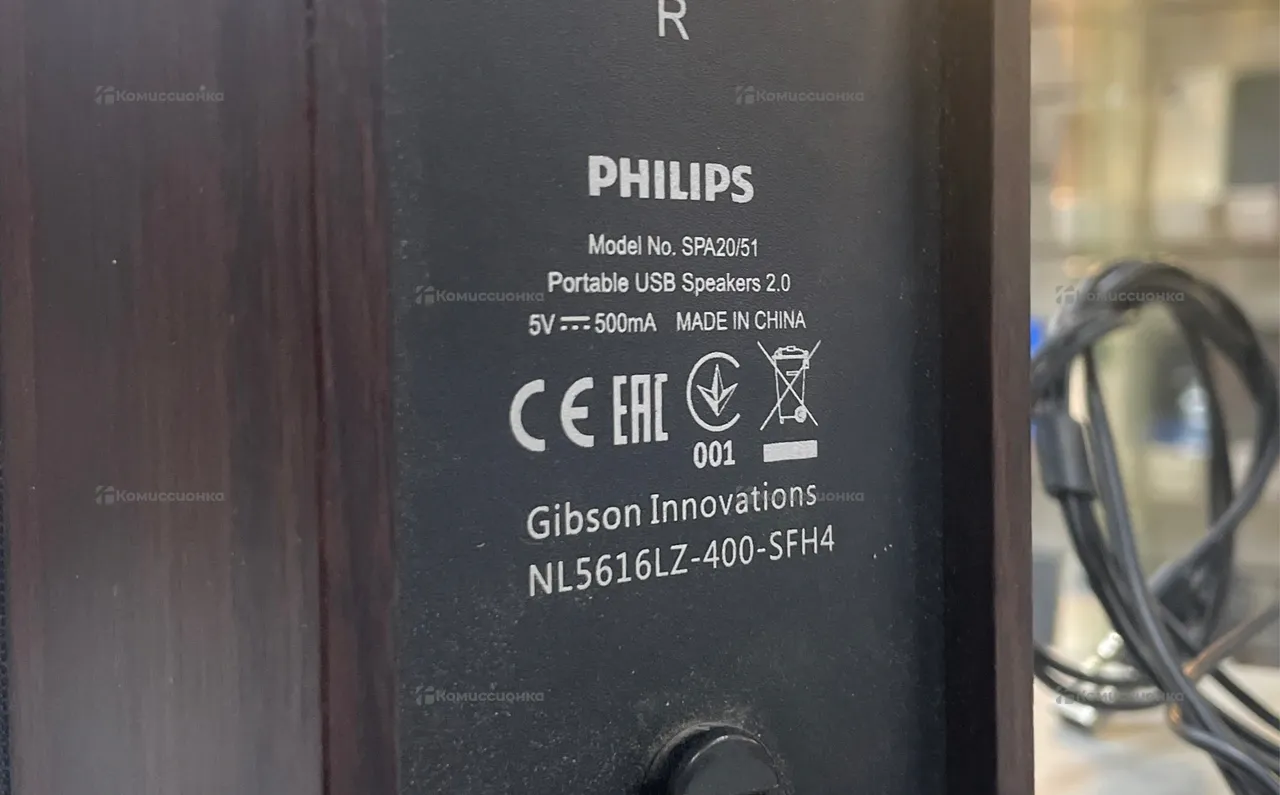 R
PHILIPS
Model No. SPA20/51
Portable USB Speakers 2.0
5V 500mA MADE IN CHINA
CE EAC
001
Gibson Innovations
NL5616LZ-400-SFH4
Комиссионка
Комиссионка
Комиссионка
Комиссионка
Комиссионка
Комиссионка
Комиссионка
Комиссионка